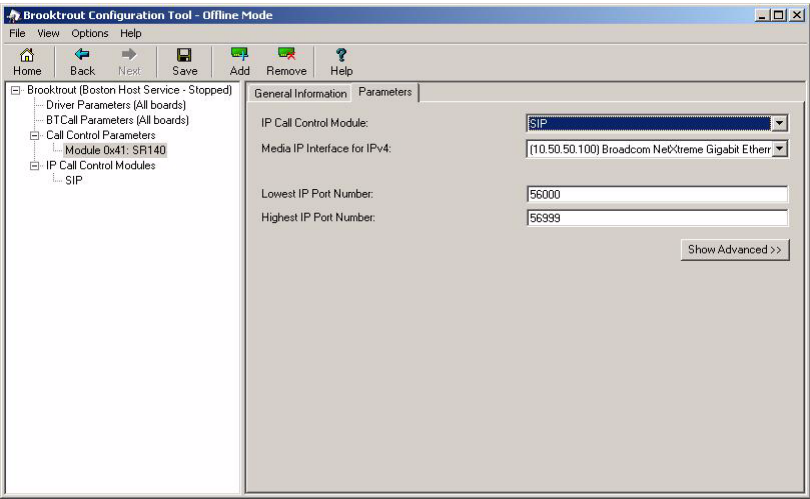 Brooktrout Configuration Tool - Offline Mode
File View Options Help
Home Back Next Save Add Remove Help
Brooktrout (Boston Host Service - Stopped)
Driver Parameters (All boards)
BTCall Parameters (All boards)
Call Control Parameters
Module 0x41: SR140
IP Call Control Modules
SIP
General Information Parameters
IP Call Control Module: SIP
Media IP Interface for IPv4: (10.50.50.100) Broadcom NetXtreme Gigabit Ethern
Lowest IP Port Number: 56000
Highest IP Port Number: 56999
Show Advanced >>